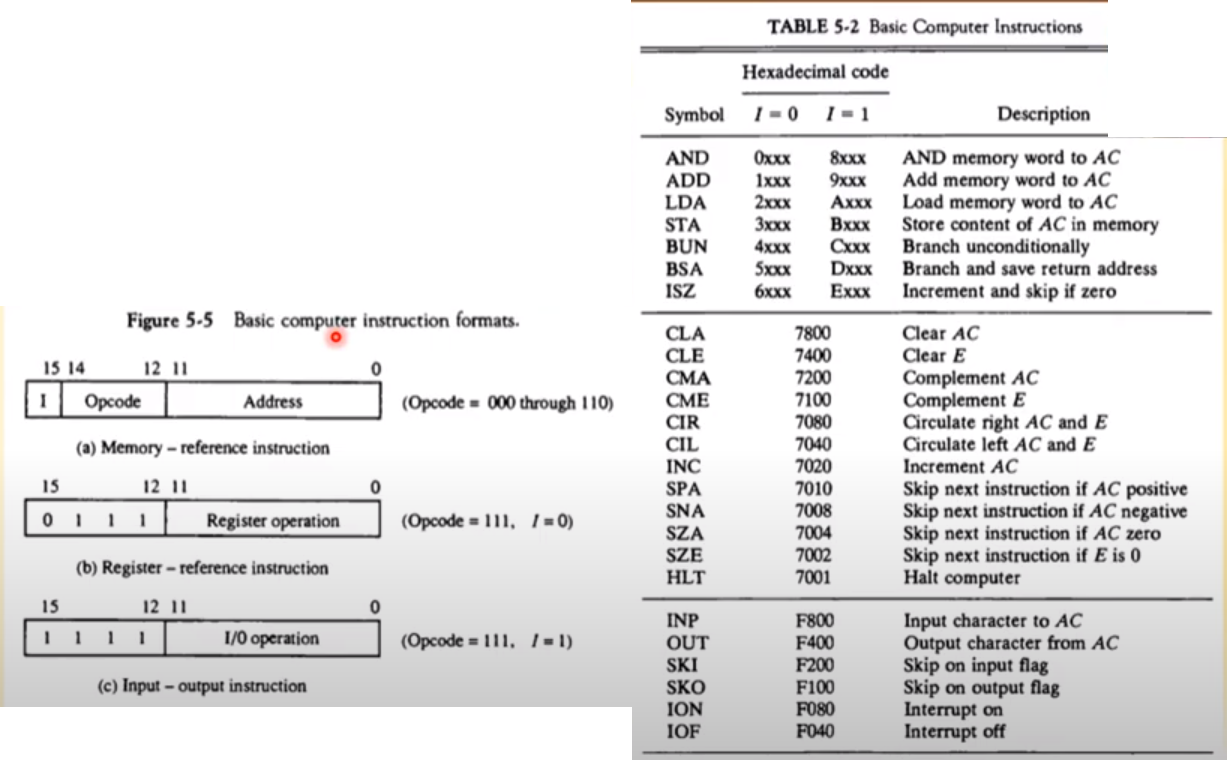 Figure 5-5 Basic computer instruction formats.
15 14 12 11 0
I Opcode Address (Opcode = 000 through 110)
(a) Memory – reference instruction
15 12 11 0
0 1 1 1 Register operation (Opcode = 111, I = 0)
(b) Register – reference instruction
15 12 11 0
1 1 1 1 I/0 operation (Opcode = 111, I = 1)
(c) Input – output instruction
TABLE 5-2 Basic Computer Instructions
Hexadecimal code
Symbol I = 0 I = 1 Description
AND 0xxx 8xxx AND memory word to AC
ADD 1xxx 9xxx Add memory word to AC
LDA 2xxx Axxx Load memory word to AC
STA 3xxx Bxxx Store content of AC in memory
BUN 4xxx Cxxx Branch unconditionally
BSA 5xxx Dxxx Branch and save return address
ISZ 6xxx Exxx Increment and skip if zero
CLA 7800 Clear AC
CLE 7400 Clear E
CMA 7200 Complement AC
CME 7100 Complement E
CIR 7080 Circulate right AC and E
CIL 7040 Circulate left AC and E
INC 7020 Increment AC
SPA 7010 Skip next instruction if AC positive
SNA 7008 Skip next instruction if AC negative
SZA 7004 Skip next instruction if AC zero
SZE 7002 Skip next instruction if E is 0
HLT 7001 Halt computer
INP F800 Input character to AC
OUT F400 Output character from AC
SKI F200 Skip on input flag
SKO F100 Skip on output flag
ION F080 Interrupt on
IOF F040 Interrupt off